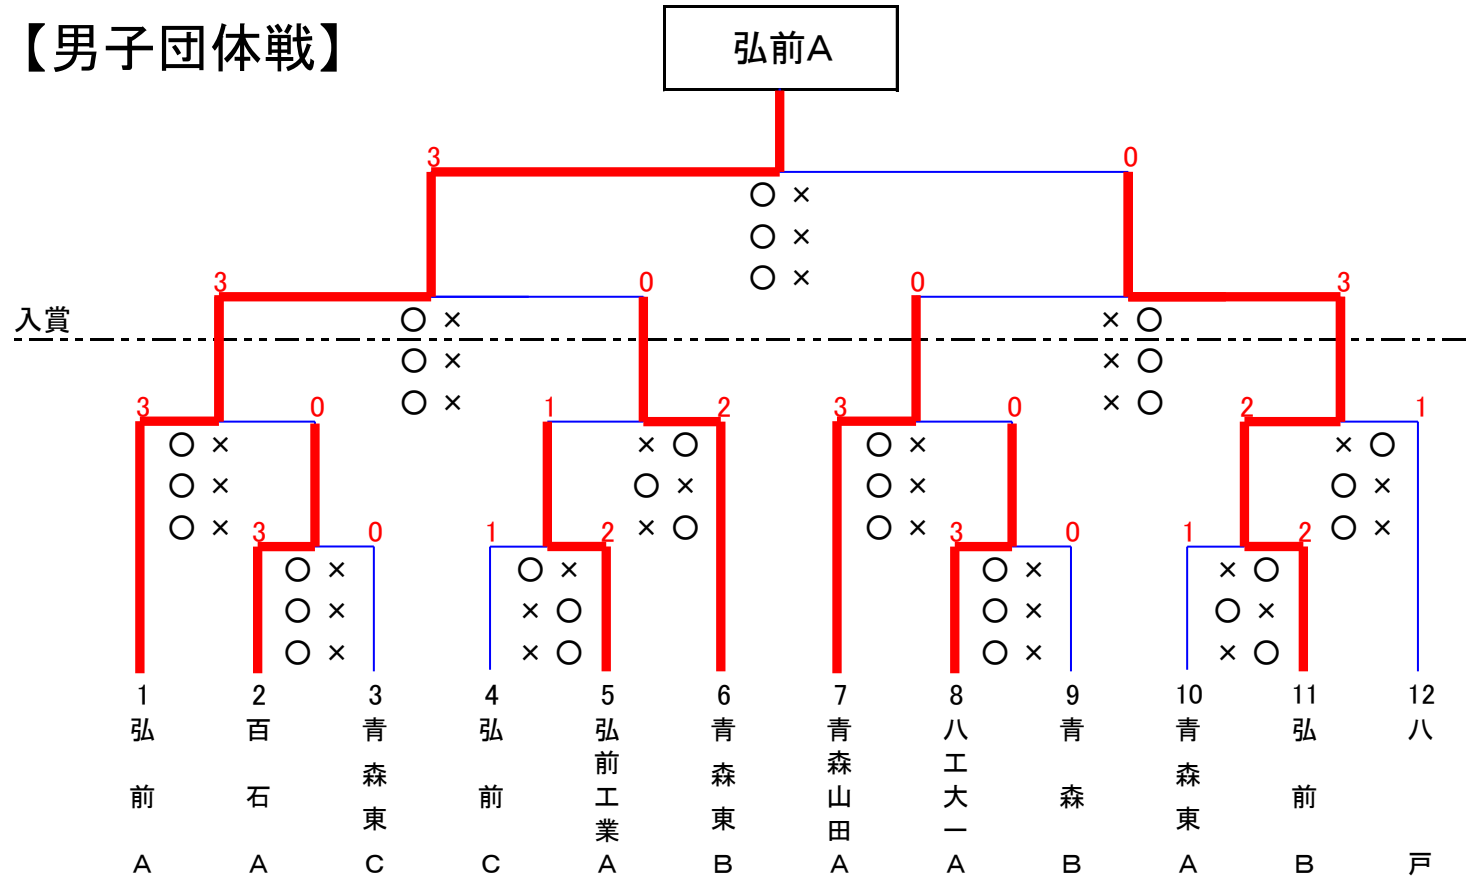 【男子団体戦】
弘前A
3 0
○ ×
○ ×
○ ×
3 0 0 3
入賞
○ × × ○
○ × × ○
○ × × ○
3 0 1 2 3 0 2 1
○ × × ○ ○ × × ○
○ × ○ × ○ × ○ ×
○ × × ○ ○ × ○ ×
3 0 1 2 3 0 1 2
○ × ○ × ○ × × ○
○ × × ○ ○ × ○ ×
○ × × ○ ○ × × ○
1 2 3 4 5 6 7 8 9 10 11 12
弘前A
百石A
青森東C
弘前C
弘前工業A
青森東B
青森山田A
八工大一A
青森B
青森東A
弘前B
八戸